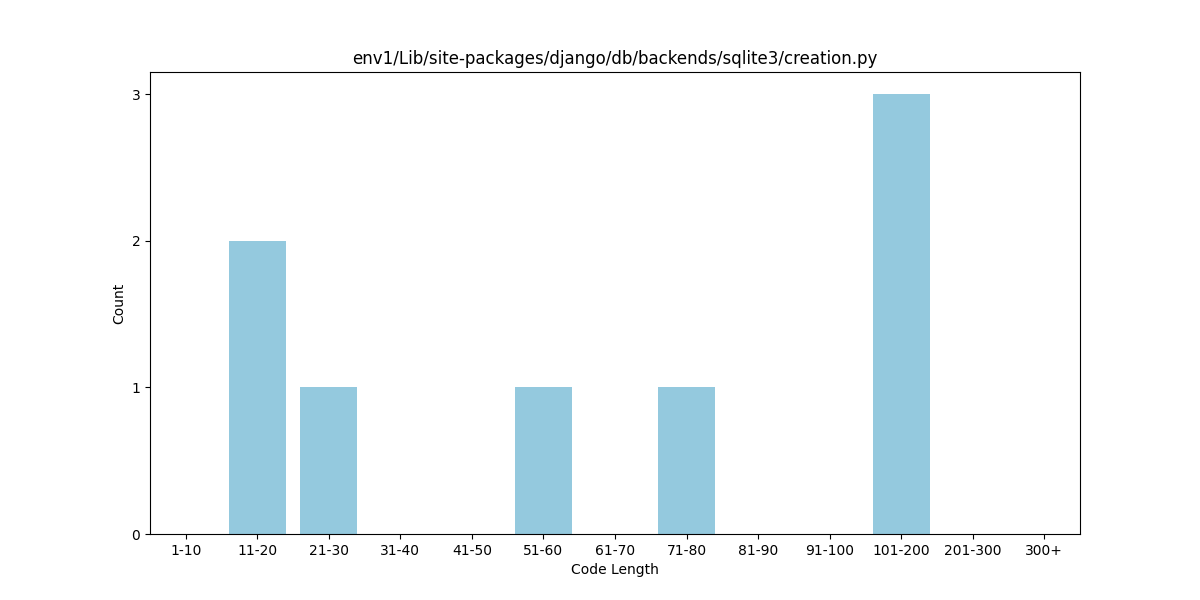 env1/Lib/site-packages/django/db/backends/sqlite3/creation.py
3
2
1
0
Count
1-10 11-20 21-30 31-40 41-50 51-60 61-70 71-80 81-90 91-100 101-200 201-300 300+
Code Length